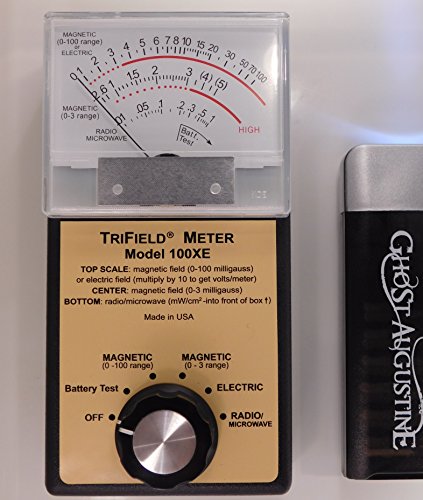 MAGNETIC
(0-100 range)
or
ELECTRIC
0 1 2 3 4 5 6 7 8 10 15 20 30 50 70 100
MAGNETIC
(0-3 range)
.2 .6 1 1.5 2 3 (4) (5)
RADIO
MICROWAVE
.01 .05 .1 .2 .3 .5 1
Batt.
Test
HIGH
TRIFIELD® METER
Model 100XE
TOP SCALE: magnetic field (0-100 milligauss)
or electric field (multiply by 10 to get volts/meter)
CENTER: magnetic field (0-3 milligauss)
BOTTOM: radio/microwave (mW/cm²-into front of box ↑)
Made in USA
MAGNETIC
(0 -100 range)
MAGNETIC
(0 - 3 range)
Battery Test
ELECTRIC
OFF
RADIO/
MICROWAVE
GHOST AUGUSTINE